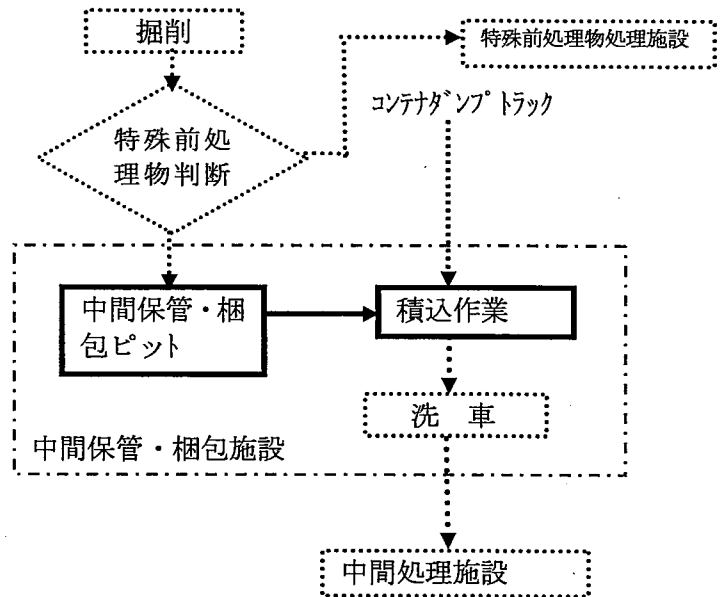 掘削
特殊前処理物処理施設
コンテナダンプトラック
特殊前処
理物判断
中間保管・梱
包ピット
積込作業
洗　車
中間保管・梱包施設
中間処理施設